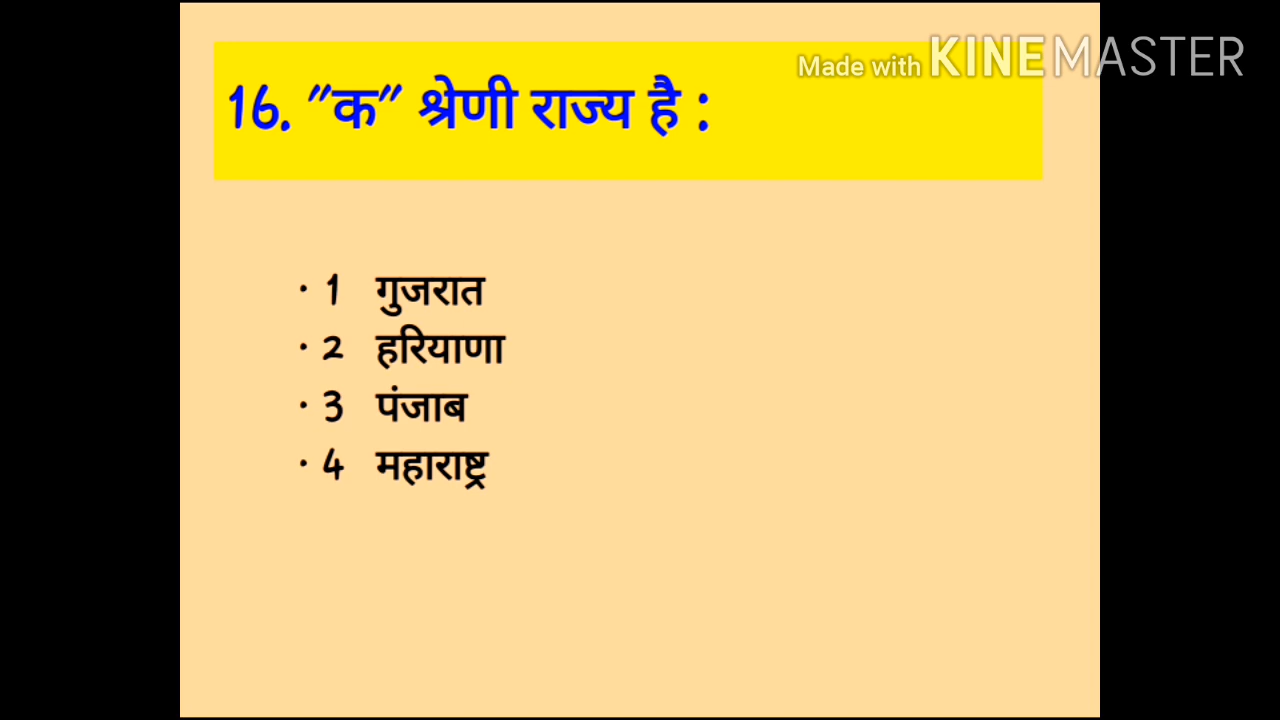 Made with KINEMASTER
16. "क" श्रेणी राज्य है :
• 1 गुजरात
• 2 हरियाणा
• 3 पंजाब
• 4 महाराष्ट्र